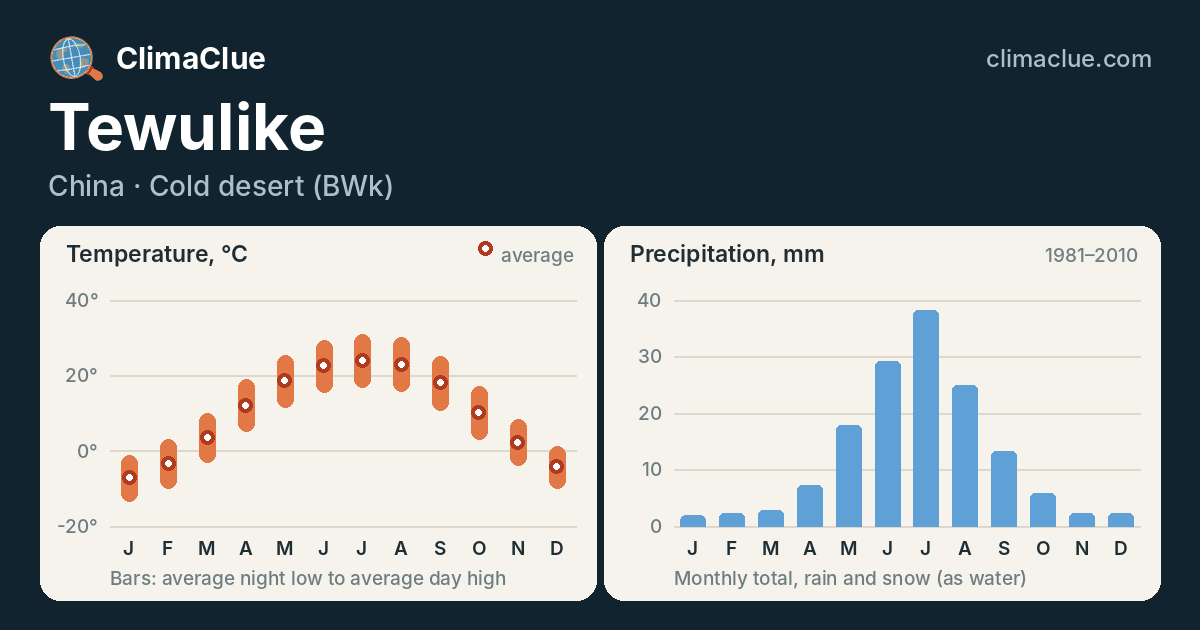 ClimaClue
climaclue.com
Tewulike
China · Cold desert (BWk)
Temperature, °C
average
40°
20°
0°
-20°
J F M A M J J A S O N D
Bars: average night low to average day high
Precipitation, mm
1981–2010
40
30
20
10
0
J F M A M J J A S O N D
Monthly total, rain and snow (as water)